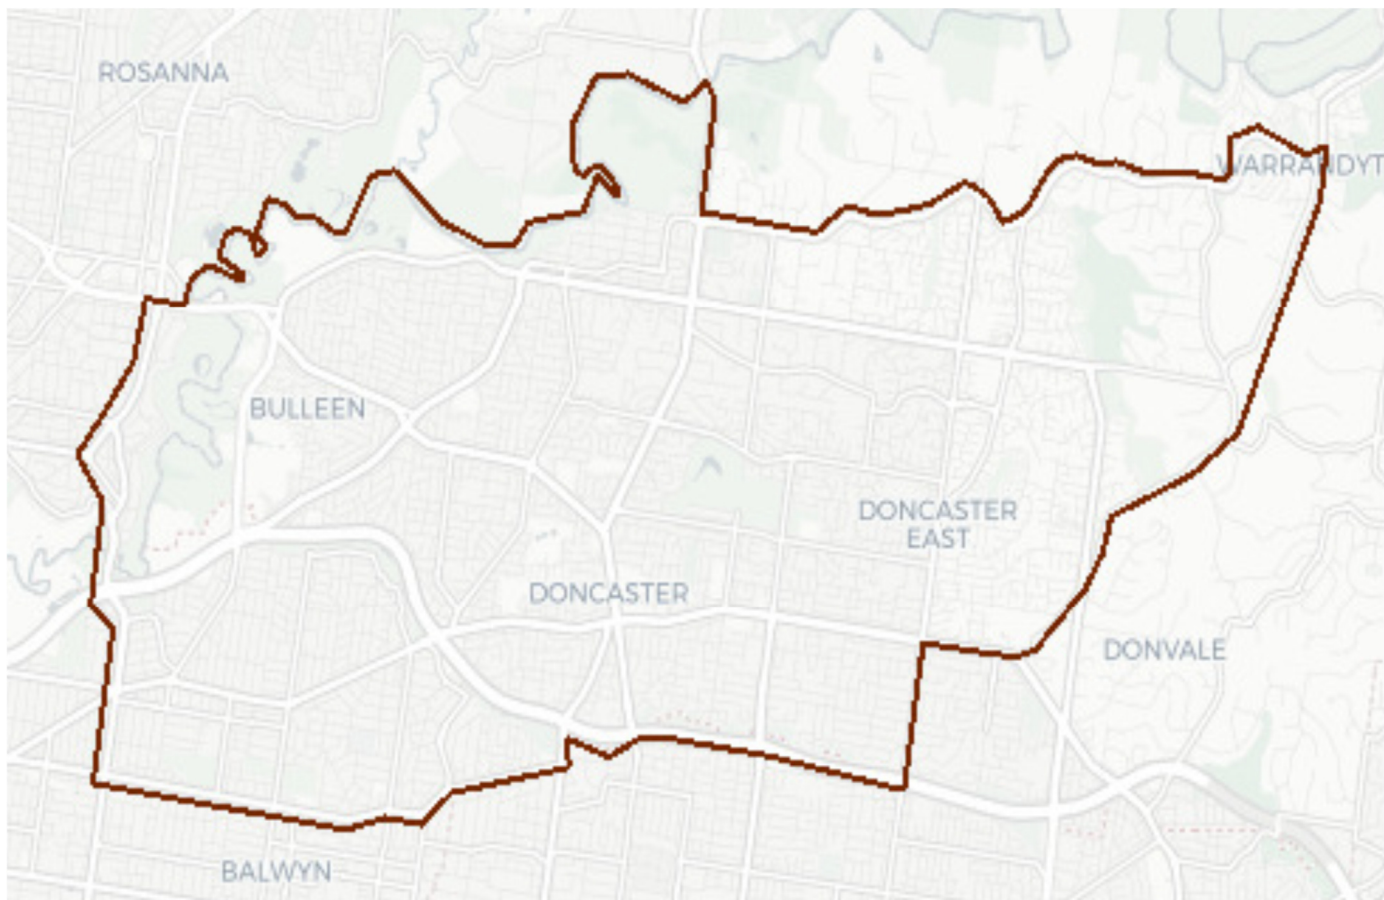 ROSANNA
WARRANDYT
BULLEEN
DONCASTER
EAST
DONCASTER
DONVALE
BALWYN